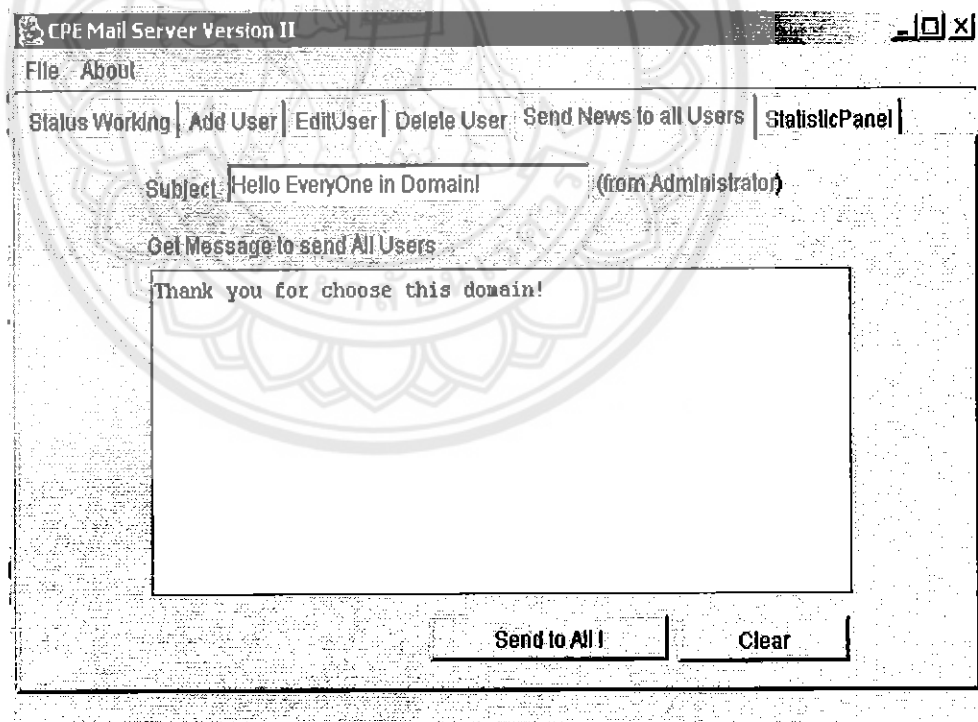 CPE Mail Server Version II
File About
Status Working Add User EditUser Delete User Send News to all Users StatisticPanel
Subject Hello EveryOne in Domain! (from Administrator)
Get Message to send All Users
Thank you for choose this domain!
Send to All ! Clear